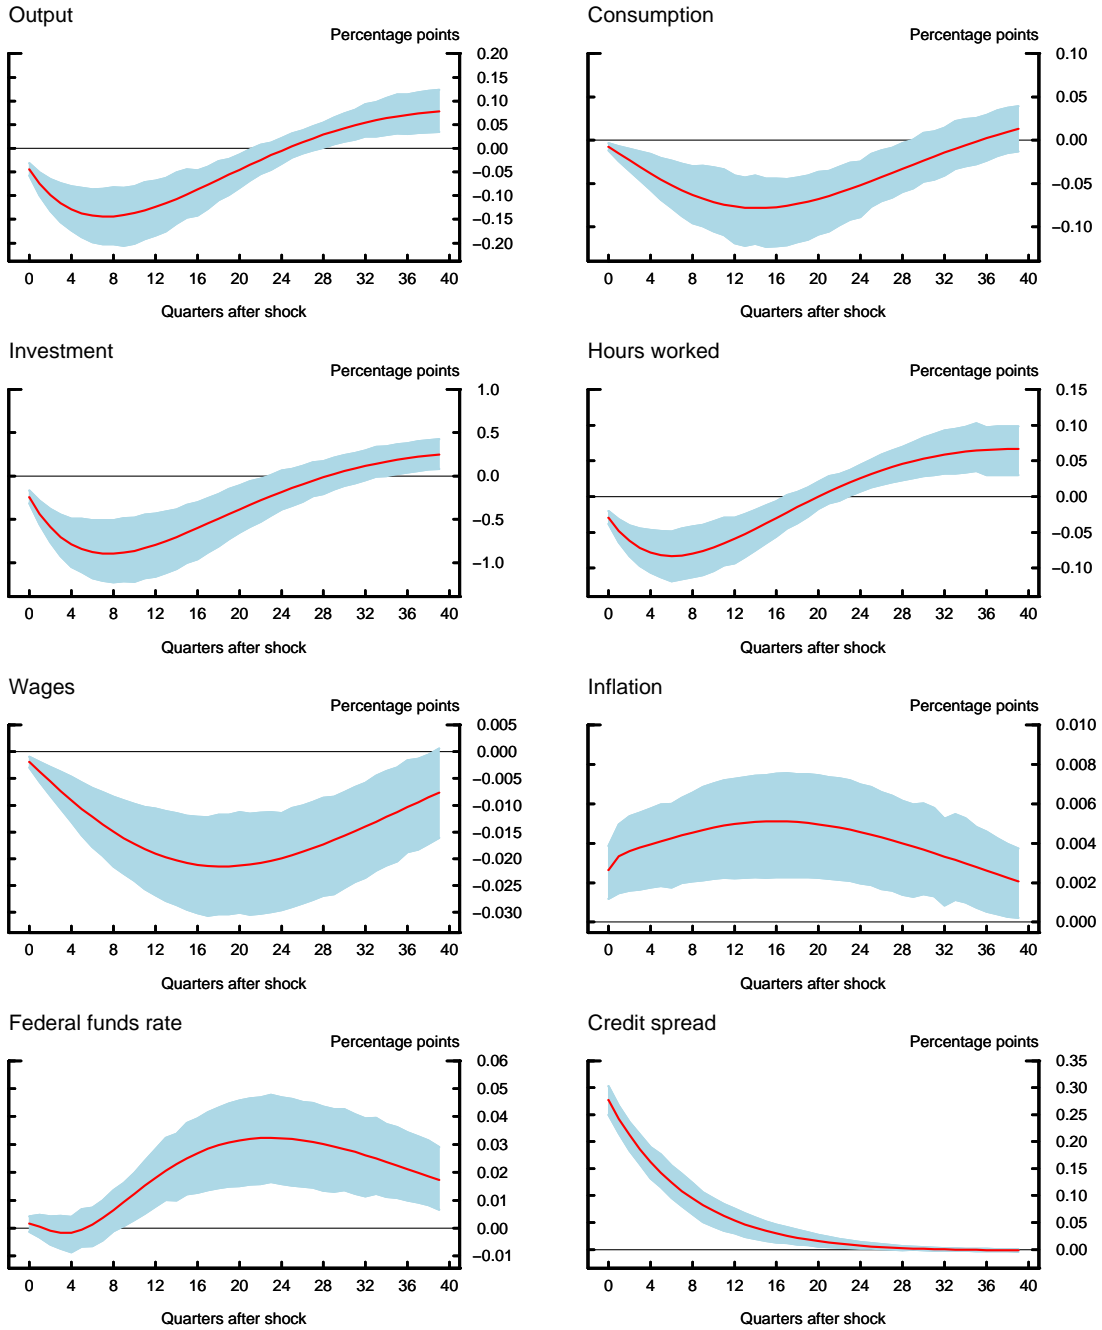 Output
Percentage points
0.20
0.15
0.10
0.05
0.00
−0.05
−0.10
−0.15
−0.20
0 4 8 12 16 20 24 28 32 36 40
Quarters after shock
Consumption
Percentage points
0.10
0.05
0.00
−0.05
−0.10
0 4 8 12 16 20 24 28 32 36 40
Quarters after shock
Investment
Percentage points
1.0
0.5
0.0
−0.5
−1.0
0 4 8 12 16 20 24 28 32 36 40
Quarters after shock
Hours worked
Percentage points
0.15
0.10
0.05
0.00
−0.05
−0.10
0 4 8 12 16 20 24 28 32 36 40
Quarters after shock
Wages
Percentage points
0.005
0.000
−0.005
−0.010
−0.015
−0.020
−0.025
−0.030
0 4 8 12 16 20 24 28 32 36 40
Quarters after shock
Inflation
Percentage points
0.010
0.008
0.006
0.004
0.002
0.000
0 4 8 12 16 20 24 28 32 36 40
Quarters after shock
Federal funds rate
Percentage points
0.06
0.05
0.04
0.03
0.02
0.01
0.00
−0.01
0 4 8 12 16 20 24 28 32 36 40
Quarters after shock
Credit spread
Percentage points
0.35
0.30
0.25
0.20
0.15
0.10
0.05
0.00
0 4 8 12 16 20 24 28 32 36 40
Quarters after shock